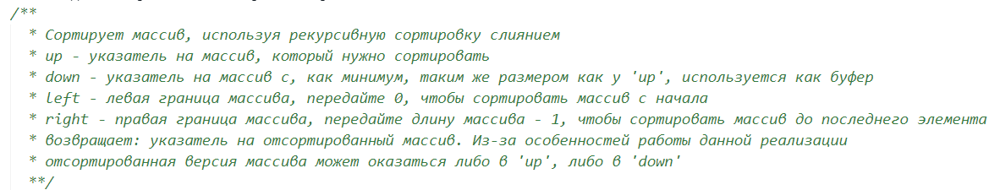 /**
* Сортирует массив, используя рекурсивную сортировку слиянием
* up - указатель на массив, который нужно сортировать
* down - указатель на массив с, как минимум, таким же размером как у 'up', используется как буфер
* left - левая граница массива, передайте 0, чтобы сортировать массив с начала
* right - правая граница массива, передайте длину массива - 1, чтобы сортировать массив до последнего элемента
* возвращает: указатель на отсортированный массив. Из-за особенностей работы данной реализации
* отсортированная версия массива может оказаться либо в 'up', либо в 'down'
**/